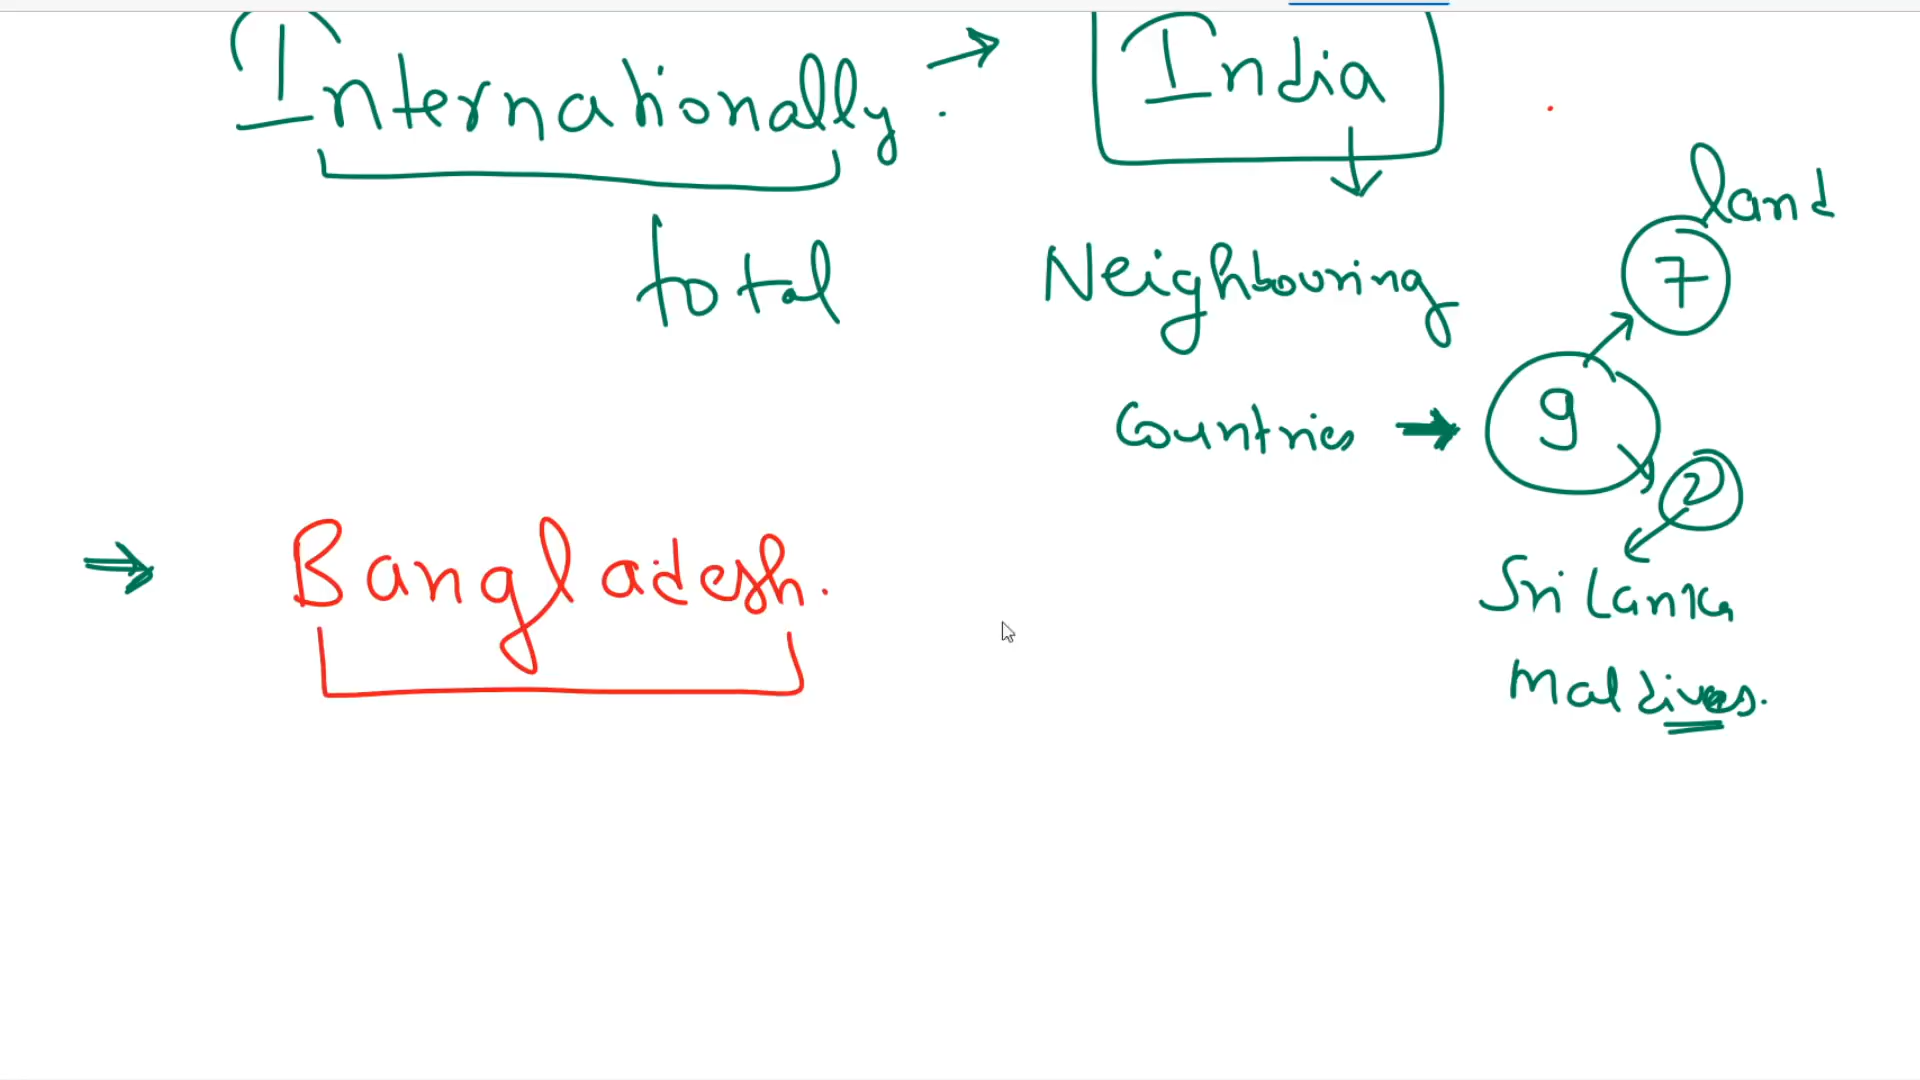 Internationally. → India
land
7
total
Neighbouring
Countries → 9
2
Bangladesh.
Sri Lanka
Maldives.